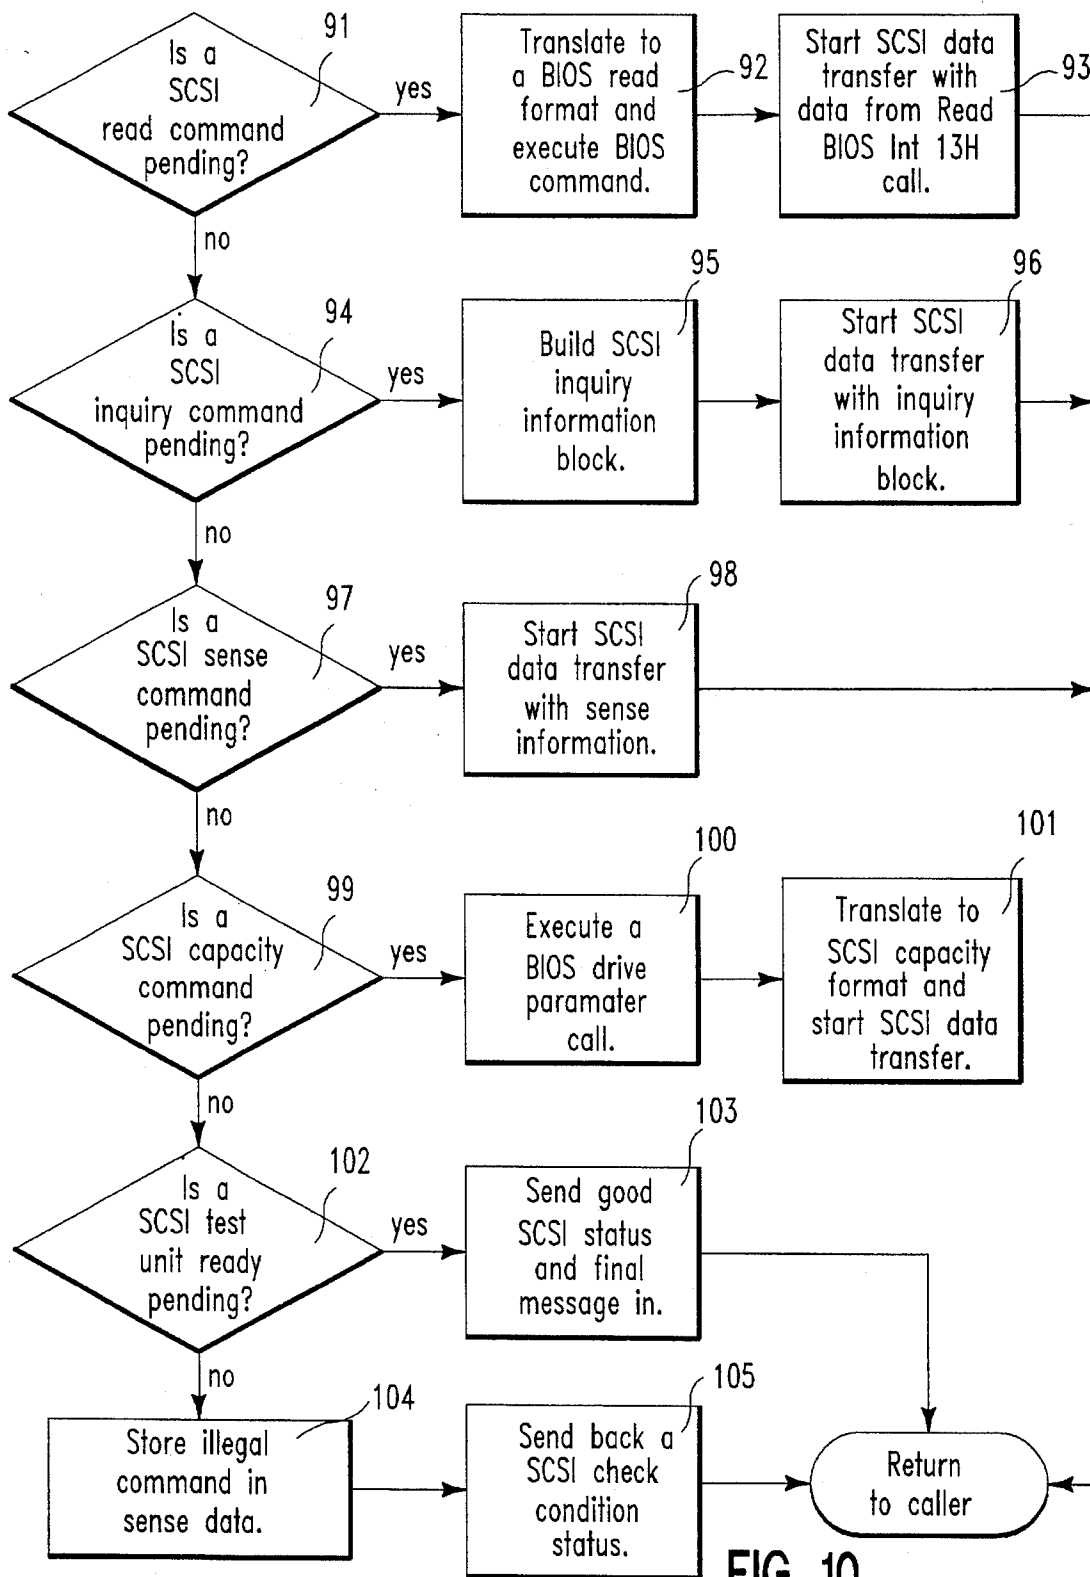 91
Is a
SCSI
read command
pending?
yes
Translate to
a BIOS read
format and
execute BIOS
command.
92
Start SCSI data
transfer with
data from Read
BIOS Int 13H
call.
93
no
94
Is a
SCSI
inquiry command
pending?
yes
95
Build SCSI
inquiry
information
block.
96
Start SCSI
data transfer
with inquiry
information
block.
no
97
Is a
SCSI sense
command
pending?
yes
98
Start SCSI
data transfer
with sense
information.
no
99
Is a
SCSI capacity
command
pending?
yes
100
Execute a
BIOS drive
paramater
call.
101
Translate to
SCSI capacity
format and
start SCSI data
transfer.
no
102
Is a
SCSI test
unit ready
pending?
yes
103
Send good
SCSI status
and final
message in.
no
104
Store illegal
command in
sense data.
105
Send back a
SCSI check
condition
status.
Return
to caller
FIG. 10